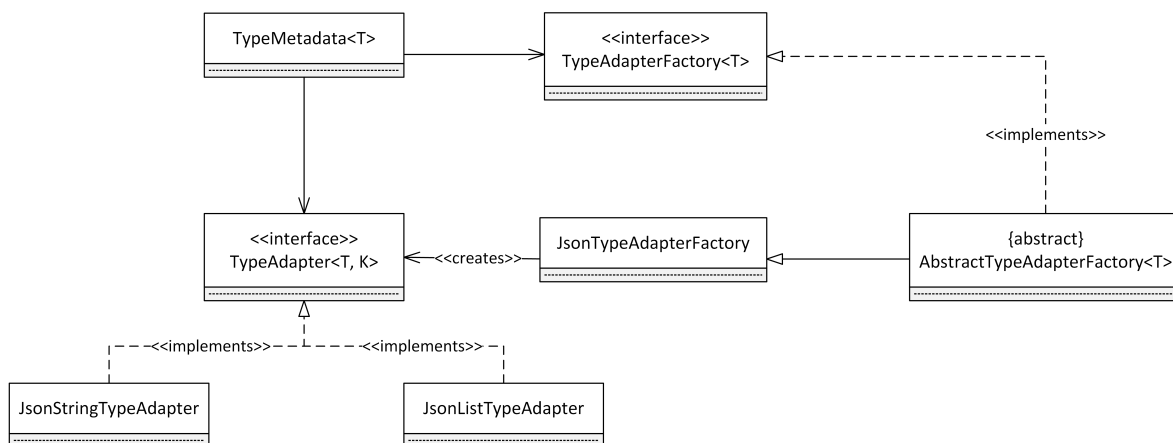 TypeMetadata<T>
<<interface>>
TypeAdapterFactory<T>
<<implements>>
<<interface>>
TypeAdapter<T, K>
<<creates>>
JsonTypeAdapterFactory
{abstract}
AbstractTypeAdapterFactory<T>
<<implements>>
<<implements>>
JsonStringTypeAdapter
JsonListTypeAdapter